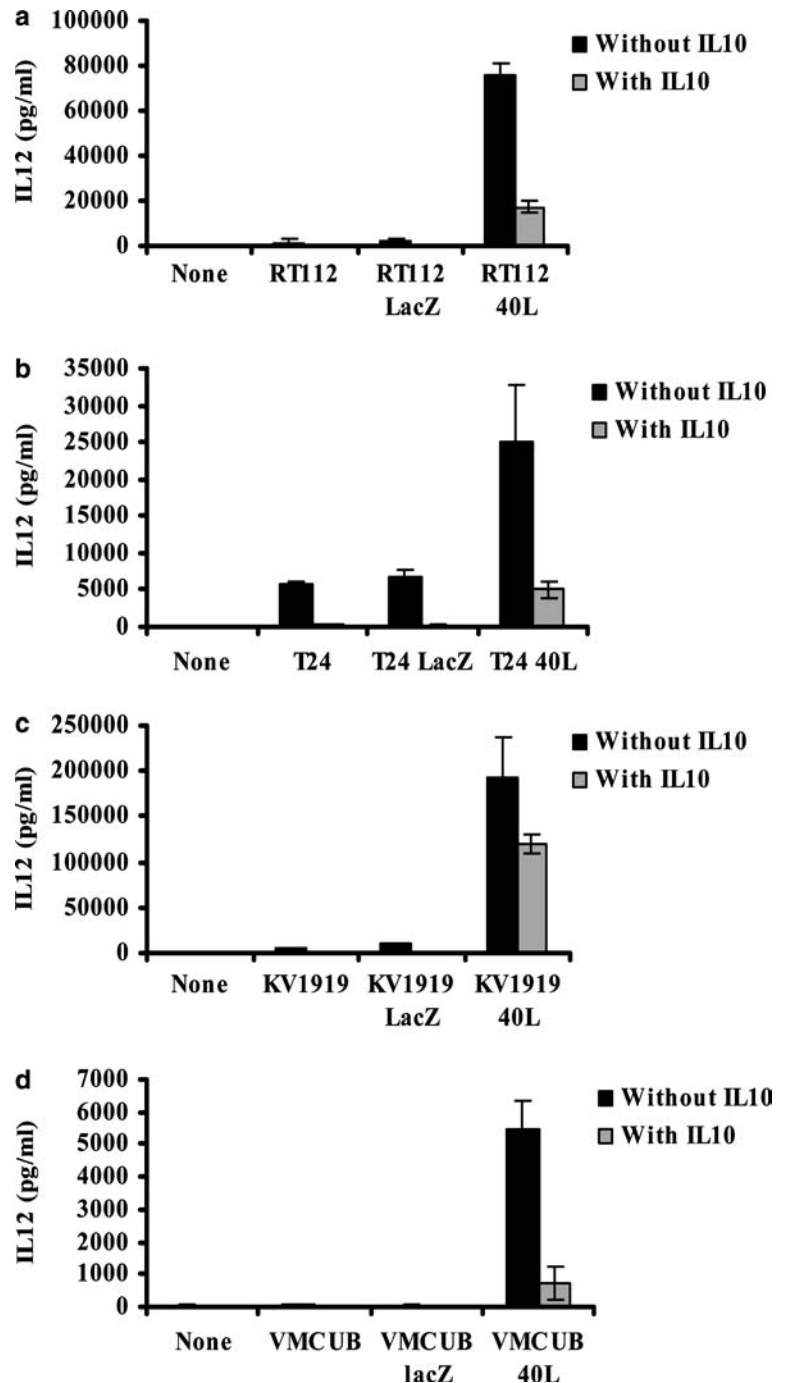 a
100000
80000
60000
40000
20000
0
IL12 (pg/ml)
Without IL10
With IL10
None
RT112
RT112 LacZ
RT112 40L
b
35000
30000
25000
20000
15000
10000
5000
0
IL12 (pg/ml)
Without IL10
With IL10
None
T24
T24 LacZ
T24 40L
c
250000
200000
150000
100000
50000
0
IL12 (pg/ml)
Without IL10
With IL10
None
KV1919
KV1919 LacZ
KV1919 40L
d
7000
6000
5000
4000
3000
2000
1000
0
IL12 (pg/ml)
Without IL10
With IL10
None
VMCUB
VMCUB lacZ
VMCUB 40L